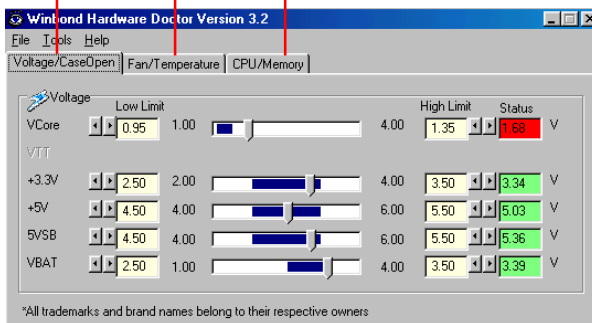 Winbond Hardware Doctor Version 3.2
File Tools Help
Voltage/CaseOpen Fan/Temperature CPU/Memory
Voltage Low Limit High Limit Status
VCore 0.95 1.00 4.00 1.35 1.68 V
VTT
+3.3V 2.50 2.00 4.00 3.50 3.34 V
+5V 4.50 4.00 6.00 5.50 5.03 V
5VSB 4.50 4.00 6.00 5.50 5.36 V
VBAT 2.50 1.00 4.00 3.50 3.39 V
*All trademarks and brand names belong to their respective owners